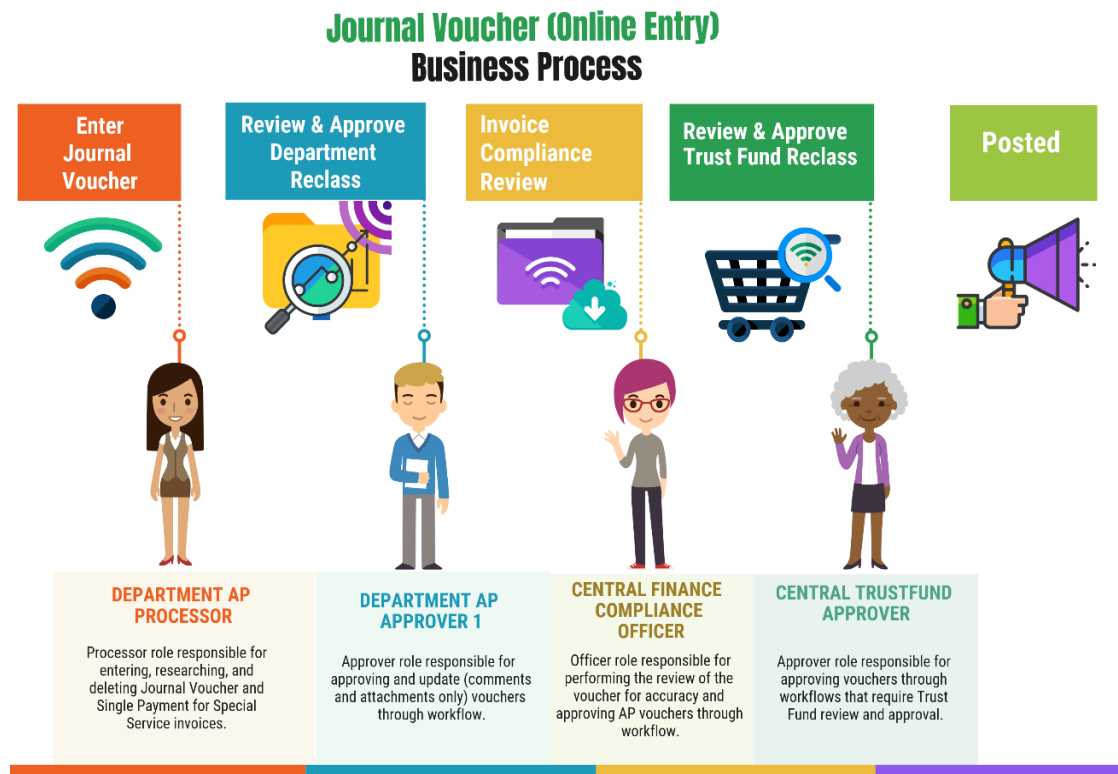 Journal Voucher (Online Entry)
Business Process
Enter
Journal
Voucher
Review & Approve
Department
Reclass
Invoice
Compliance
Review
Review & Approve
Trust Fund Reclass
Posted
DEPARTMENT AP
PROCESSOR
Processor role responsible for
entering, researching, and
deleting Journal Voucher and
Single Payment for Special
Service invoices.
DEPARTMENT AP
APPROVER 1
Approver role responsible for
approving and update (comments
and attachments only) vouchers
through workflow.
CENTRAL FINANCE
COMPLIANCE
OFFICER
Officer role responsible for
performing the review of the
voucher for accuracy and
approving AP vouchers through
workflow.
CENTRAL TRUSTFUND
APPROVER
Approver role responsible for
approving vouchers through
workflows that require Trust
Fund review and approval.